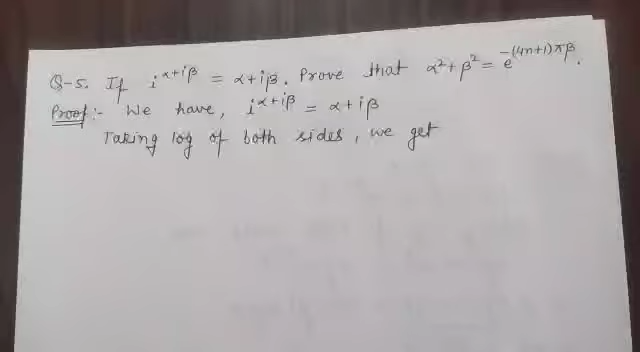 Q-5. If i^α+iβ = α+iβ. Prove that α²+β² = e^-(4n+1)πβ.
Proof:- We have, i^α+iβ = α+iβ
Taking log of both sides, we get